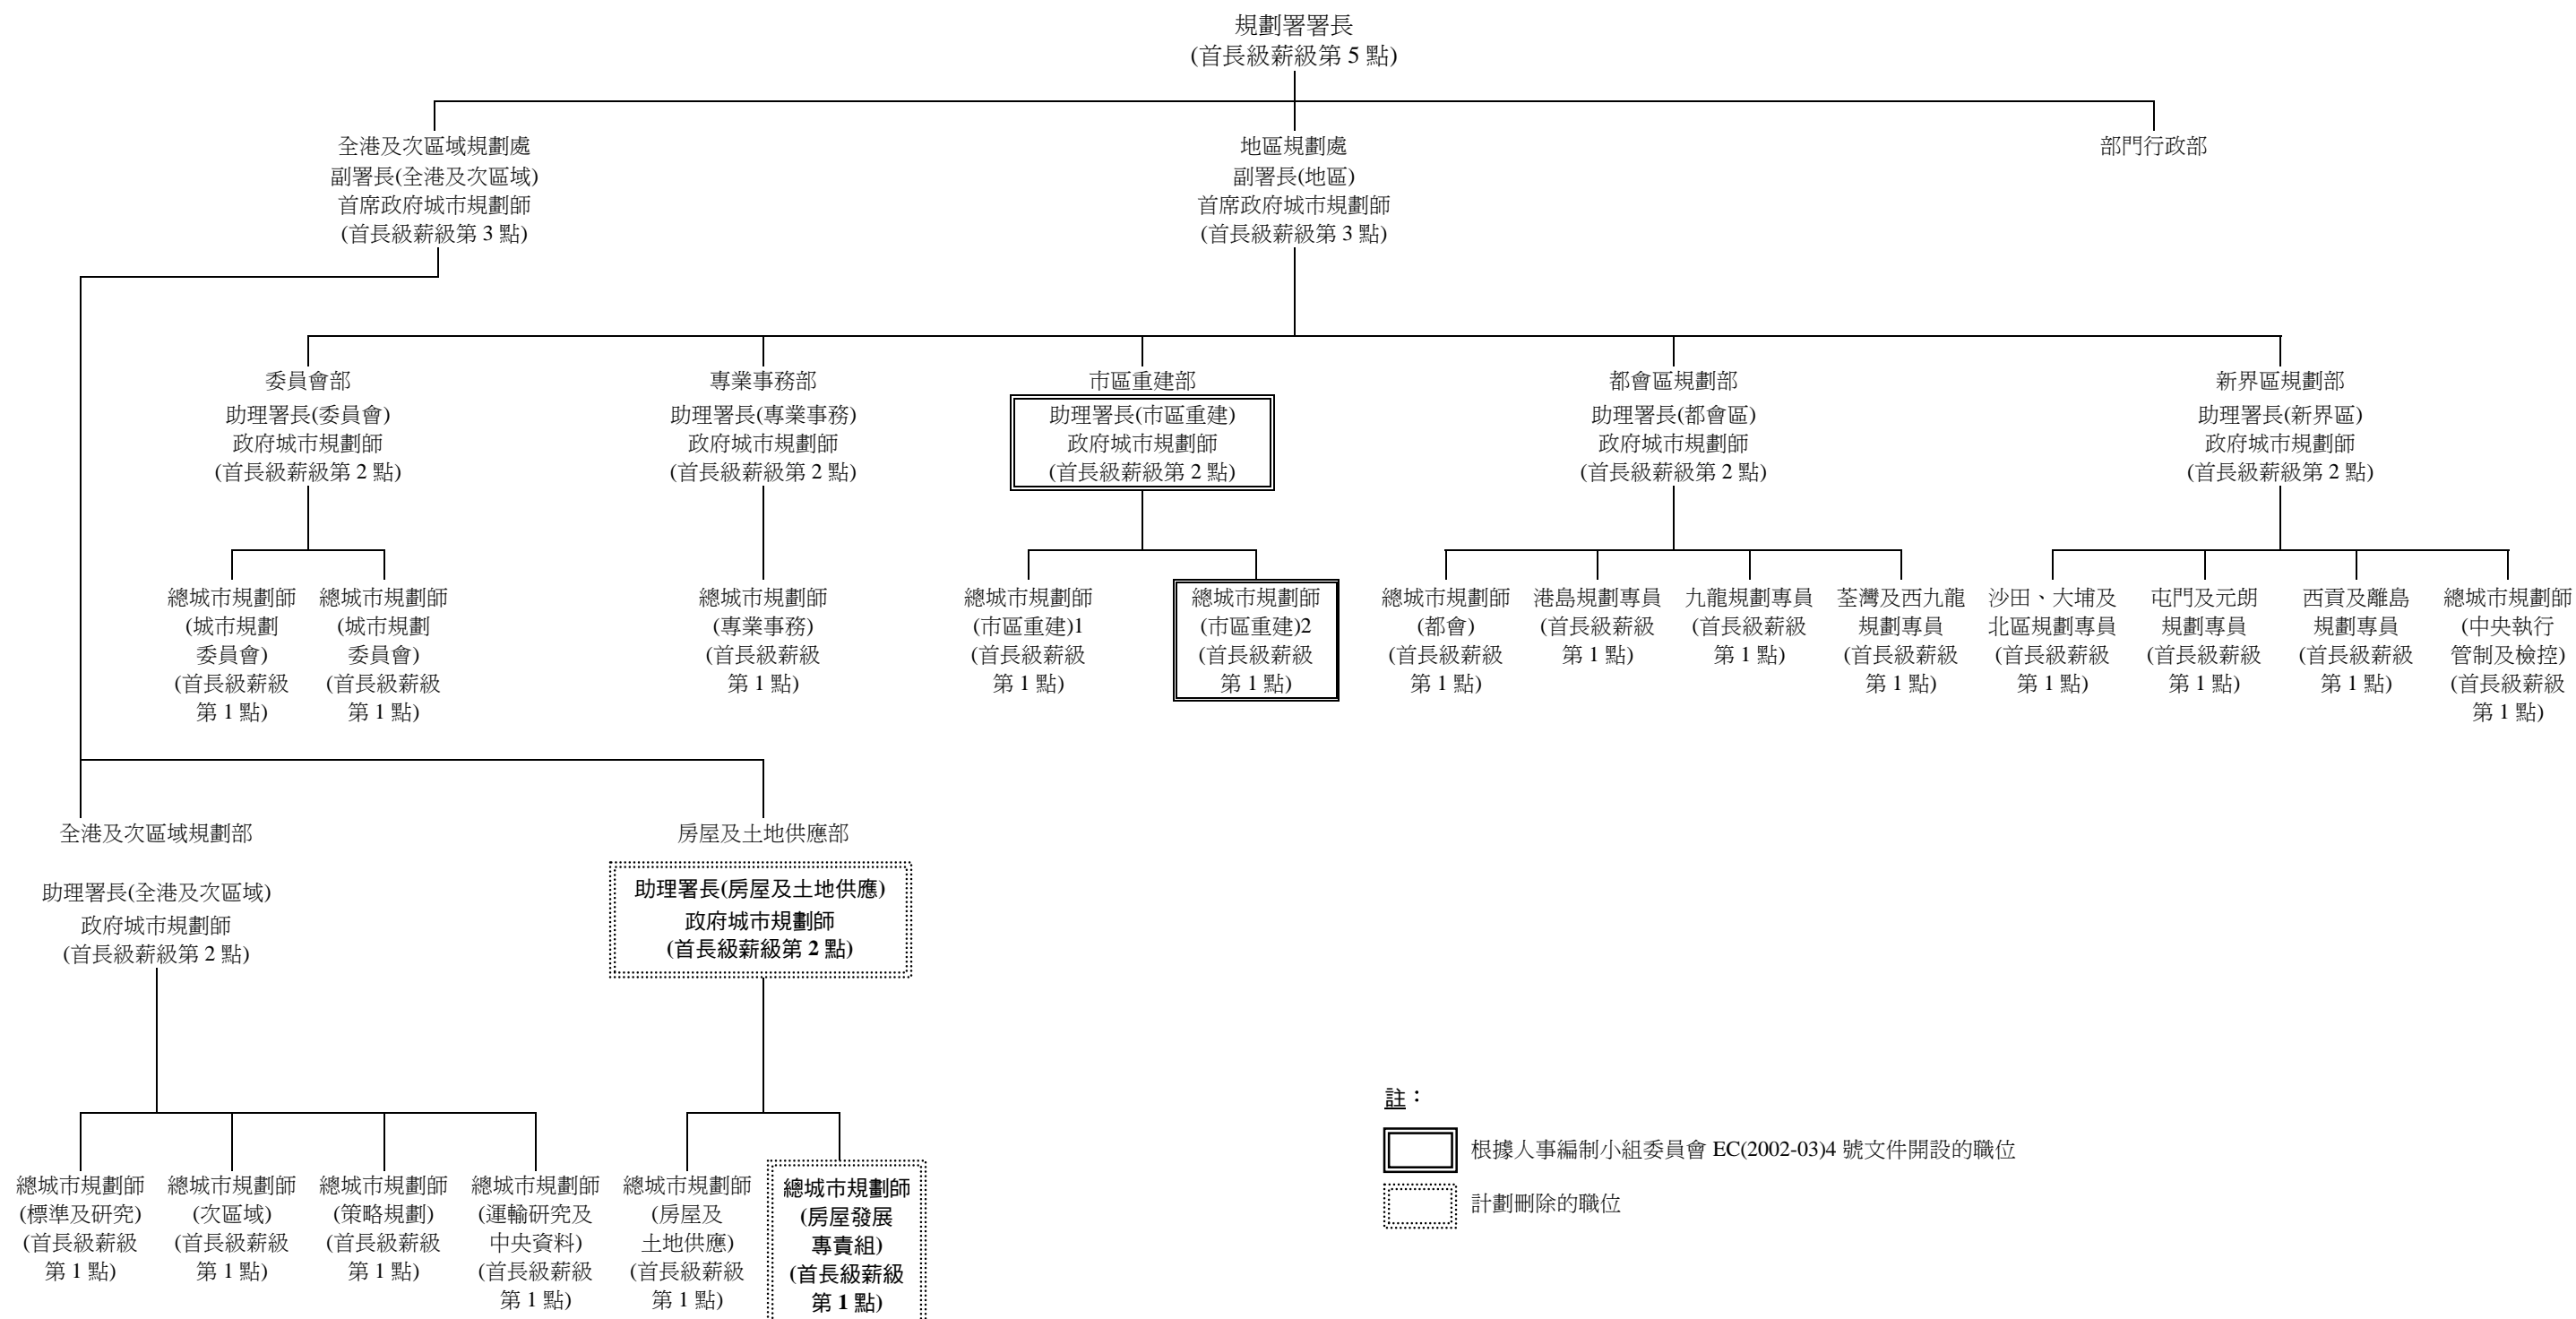 規劃署署長
(首長級薪級第 5 點)
全港及次區域規劃處
副署長(全港及次區域)
首席政府城市規劃師
(首長級薪級第 3 點)
地區規劃處
副署長(地區)
首席政府城市規劃師
(首長級薪級第 3 點)
部門行政部
委員會部
助理署長(委員會)
政府城市規劃師
(首長級薪級第 2 點)
專業事務部
助理署長(專業事務)
政府城市規劃師
(首長級薪級第 2 點)
市區重建部
助理署長(市區重建)
政府城市規劃師
(首長級薪級第 2 點)
都會區規劃部
助理署長(都會區)
政府城市規劃師
(首長級薪級第 2 點)
新界區規劃部
助理署長(新界區)
政府城市規劃師
(首長級薪級第 2 點)
總城市規劃師
(城市規劃
委員會)
(首長級薪級
第 1 點)
總城市規劃師
(城市規劃
委員會)
(首長級薪級
第 1 點)
總城市規劃師
(專業事務)
(首長級薪級
第 1 點)
總城市規劃師
(市區重建)1
(首長級薪級
第 1 點)
總城市規劃師
(市區重建)2
(首長級薪級
第 1 點)
總城市規劃師
(都會)
(首長級薪級
第 1 點)
港島規劃專員
(首長級薪級
第 1 點)
九龍規劃專員
(首長級薪級
第 1 點)
荃灣及西九龍
規劃專員
(首長級薪級
第 1 點)
沙田、大埔及
北區規劃專員
(首長級薪級
第 1 點)
屯門及元朗
規劃專員
(首長級薪級
第 1 點)
西貢及離島
規劃專員
(首長級薪級
第 1 點)
總城市規劃師
(中央執行
管制及檢控)
(首長級薪級
第 1 點)
全港及次區域規劃部
助理署長(全港及次區域)
政府城市規劃師
(首長級薪級第 2 點)
房屋及土地供應部
助理署長(房屋及土地供應)
政府城市規劃師
(首長級薪級第 2 點)
總城市規劃師
(標準及研究)
(首長級薪級
第 1 點)
總城市規劃師
(次區域)
(首長級薪級
第 1 點)
總城市規劃師
(策略規劃)
(首長級薪級
第 1 點)
總城市規劃師
(運輸研究及
中央資料)
(首長級薪級
第 1 點)
總城市規劃師
(房屋及
土地供應)
(首長級薪級
第 1 點)
總城市規劃師
(房屋發展
專責組)
(首長級薪級
第 1 點)
註：
根據人事編制小組委員會 EC(2002-03)4 號文件開設的職位
計劃刪除的職位